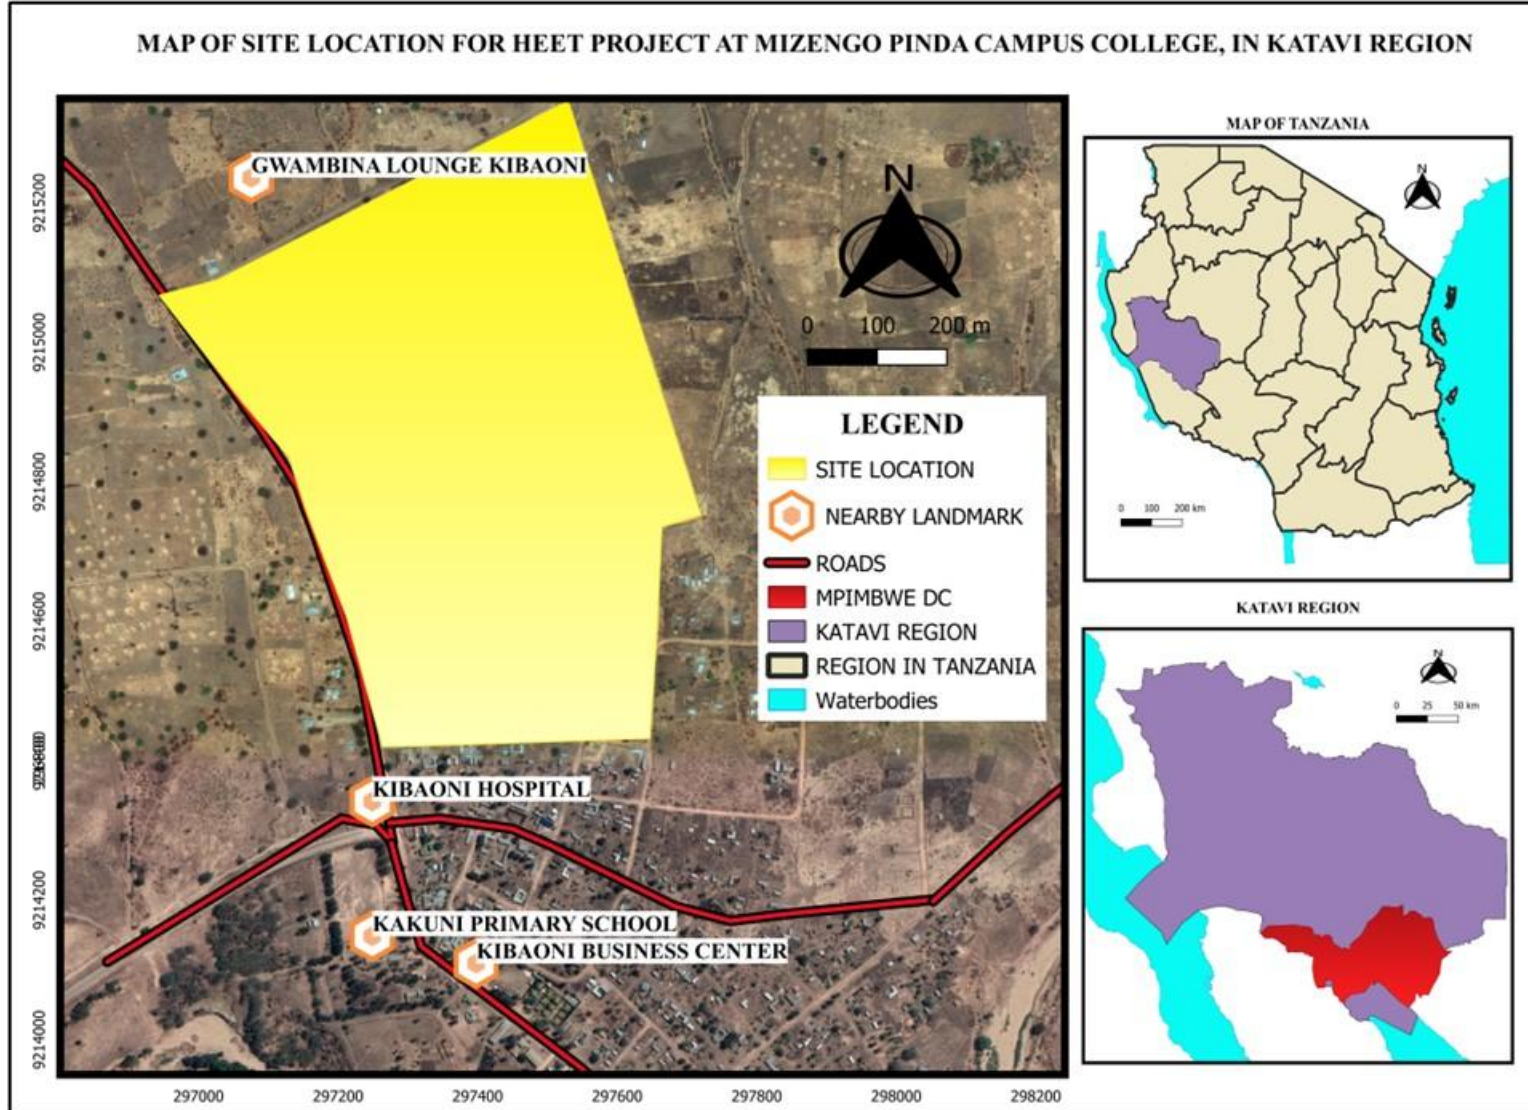 MAP OF SITE LOCATION FOR HEET PROJECT AT MIZENGO PINDA CAMPUS COLLEGE, IN KATAVI REGION
GWAMBINA LOUNGE KIBAONI
N
0 100 200 m
LEGEND
SITE LOCATION
NEARBY LANDMARK
ROADS
MPIMBWE DC
KATAVI REGION
REGION IN TANZANIA
Waterbodies
KIBAONI HOSPITAL
KAKUNI PRIMARY SCHOOL
KIBAONI BUSINESS CENTER
9215200
9215000
9214800
9214600
9214200
9214000
297000 297200 297400 297600 297800 298000 298200
MAP OF TANZANIA
N
0 100 200 km
KATAVI REGION
N
0 25 50 km